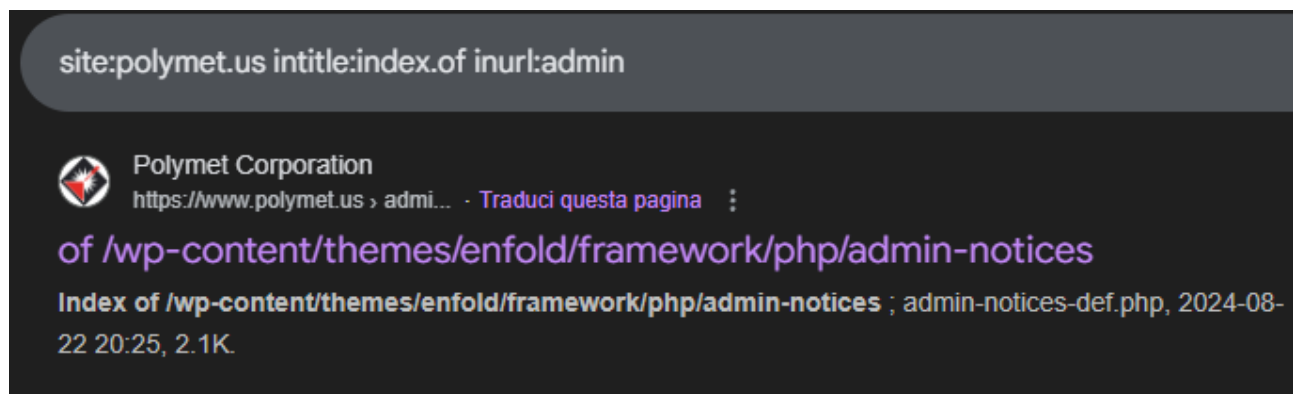 site:polymet.us intitle:index.of inurl:admin
Polymet Corporation
https://www.polymet.us › admi... · Traduci questa pagina
of /wp-content/themes/enfold/framework/php/admin-notices
Index of /wp-content/themes/enfold/framework/php/admin-notices ; admin-notices-def.php, 2024-08-
22 20:25, 2.1K.